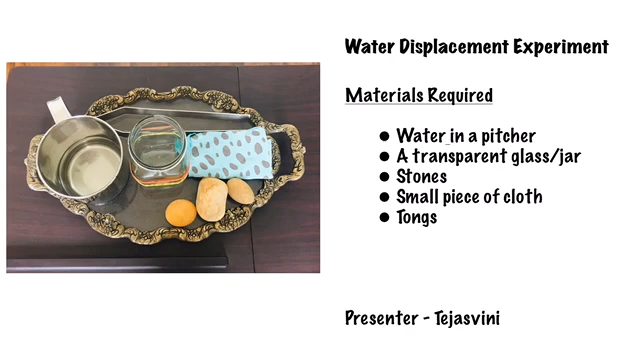 Water Displacement Experiment
Materials Required
● Water in a pitcher
● A transparent glass/jar
● Stones
● Small piece of cloth
● Tongs
Presenter - Tejasvini